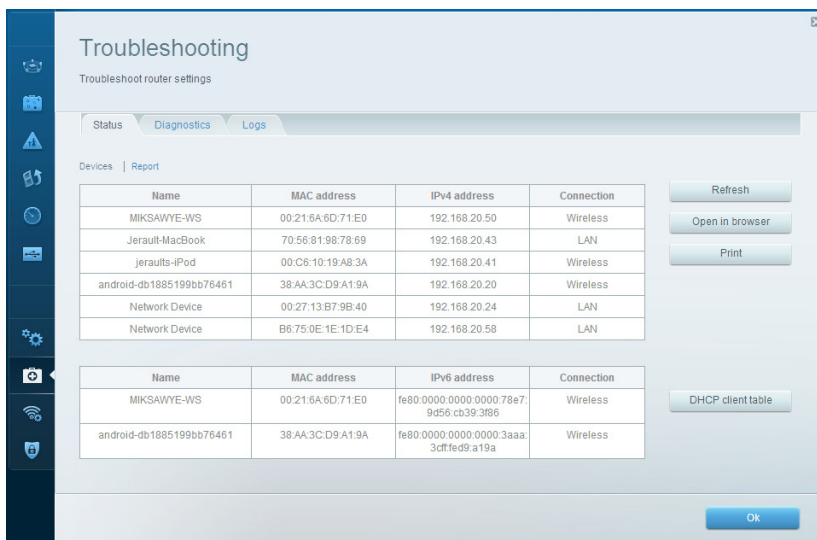 Troubleshooting
Troubleshoot router settings
Status Diagnostics Logs
Devices | Report
Name MAC address IPv4 address Connection
MIKSAWYE-WS 00:21:6A:6D:71:E0 192.168.20.50 Wireless
Jerault-MacBook 70:56:81:98:78:69 192.168.20.43 LAN
jeraults-iPod 00:C6:10:19:A8:3A 192.168.20.41 Wireless
android-db1885199bb76461 38:AA:3C:D9:A1:9A 192.168.20.20 Wireless
Network Device 00:27:13:B7:9B:40 192.168.20.24 LAN
Network Device B6:75:0E:1E:1D:E4 192.168.20.58 LAN
Refresh
Open in browser
Print
Name MAC address IPv6 address Connection
MIKSAWYE-WS 00:21:6A:6D:71:E0 fe80:0000:0000:0000:78e7: Wireless
9d56:cb39:3f86
android-db1885199bb76461 38:AA:3C:D9:A1:9A fe80:0000:0000:0000:3aaa: Wireless
3cff:fed9:a19a
DHCP client table
Ok